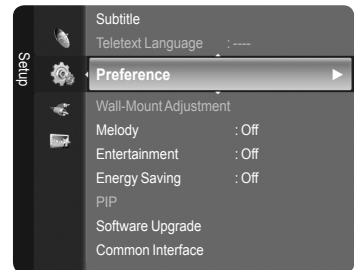 Setup
Subtitle
Teletext Language : ----
Preference
Wall-Mount Adjustment
Melody : Off
Entertainment : Off
Energy Saving : Off
PIP
Software Upgrade
Common Interface